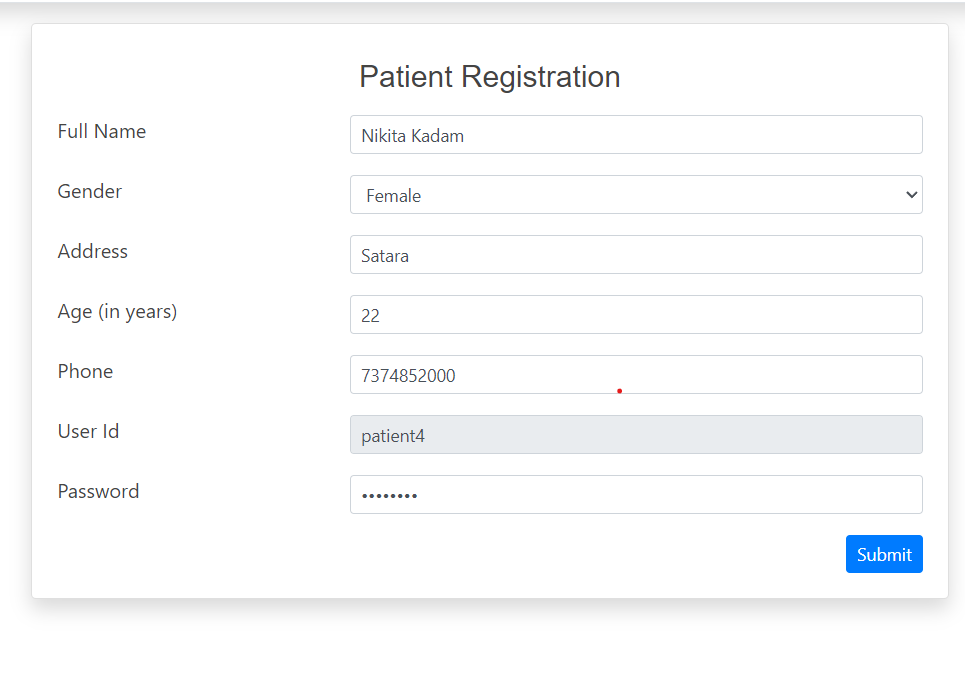 Patient Registration
Full Name Nikita Kadam
Gender Female
Address Satara
Age (in years) 22
Phone 7374852000
User Id patient4
Password ••••••••
Submit